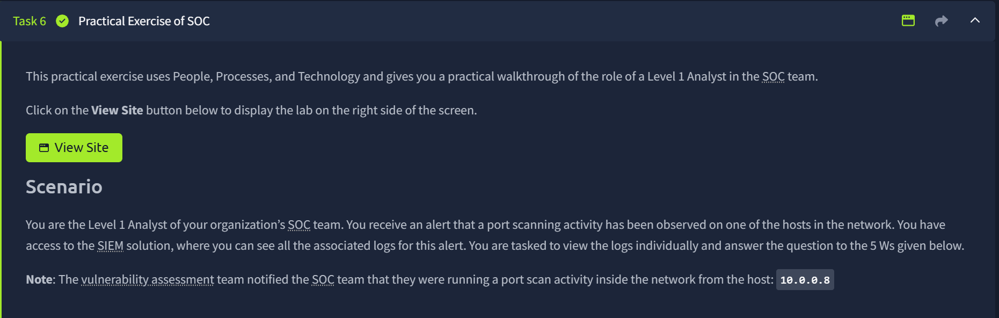 Task 6 Practical Exercise of SOC
This practical exercise uses People, Processes, and Technology and gives you a practical walkthrough of the role of a Level 1 Analyst in the SOC team.
Click on the View Site button below to display the lab on the right side of the screen.
View Site
Scenario
You are the Level 1 Analyst of your organization’s SOC team. You receive an alert that a port scanning activity has been observed on one of the hosts in the network. You have
access to the SIEM solution, where you can see all the associated logs for this alert. You are tasked to view the logs individually and answer the question to the 5 Ws given below.
Note: The vulnerability assessment team notified the SOC team that they were running a port scan activity inside the network from the host: 10.0.0.8